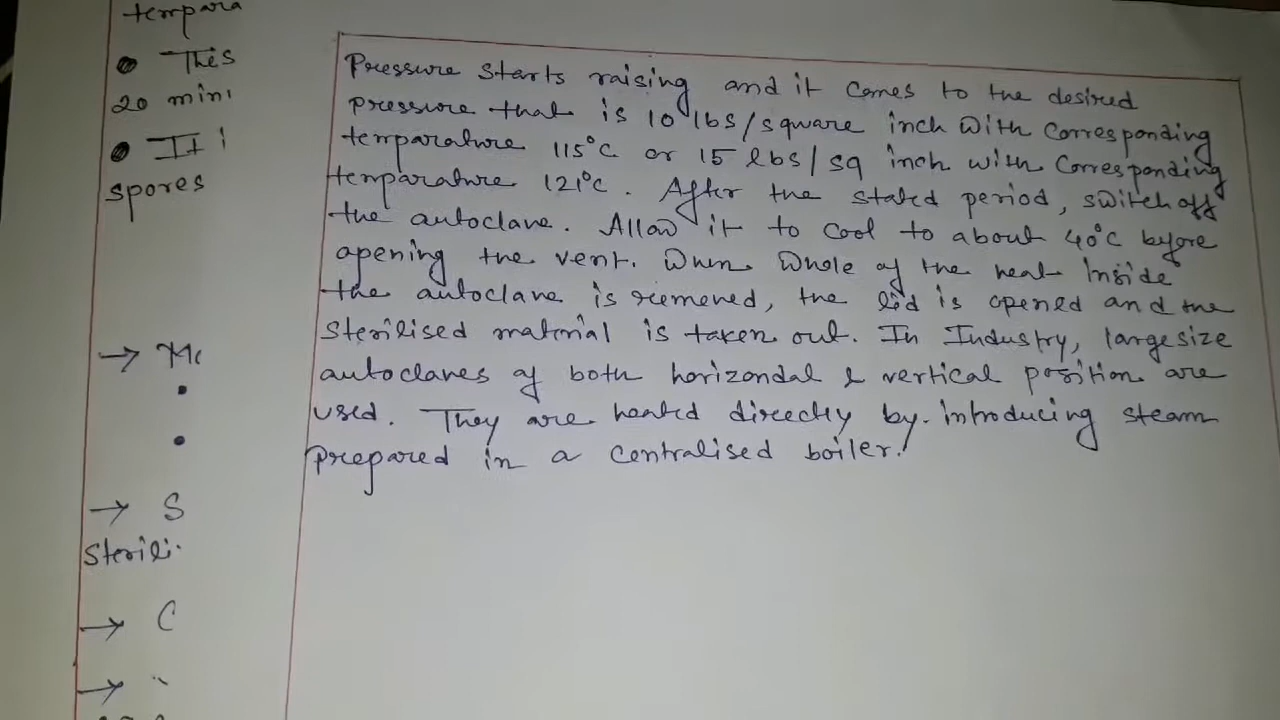 tempara
• This
20 min
• It i
spores
→ Me
•
•
→ S
Sterili
→ C
→
Pressure starts raising and it comes to the desired
pressure that is 10 lbs/square inch with corresponding
temparature 115°C or 15 lbs/sq inch with corresponding
temparature 121°C. After the stated period, switch off
the autoclave. Allow it to cool to about 40°C before
opening the vent. When whole of the heat inside
the autoclave is removed, the lid is opened and the
sterilised material is taken out. In Industry, large size
autoclaves of both horizondal & vertical position are
used. They are heated directly by introducing steam
prepared in a centralised boiler.